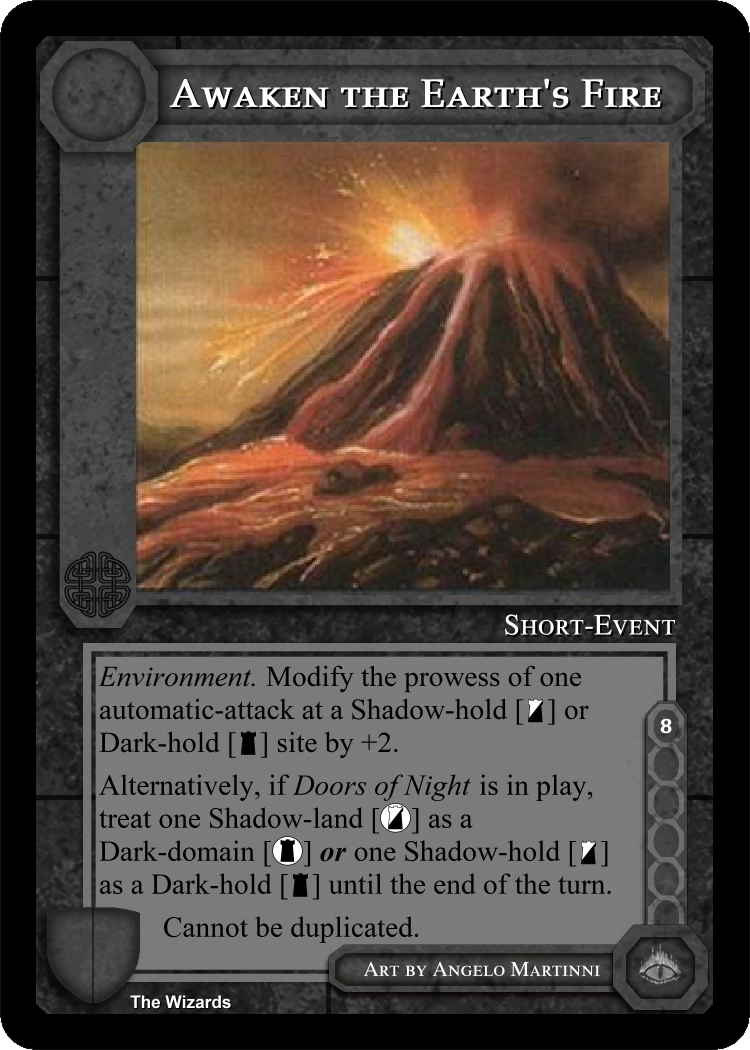 Awaken the Earth's Fire
Short-Event
Environment. Modify the prowess of one
automatic-attack at a Shadow-hold [] or
Dark-hold [] site by +2.
8
Alternatively, if Doors of Night is in play,
treat one Shadow-land [] as a
Dark-domain [] or one Shadow-hold []
as a Dark-hold [] until the end of the turn.
Cannot be duplicated.
Art by Angelo Martinni
The Wizards